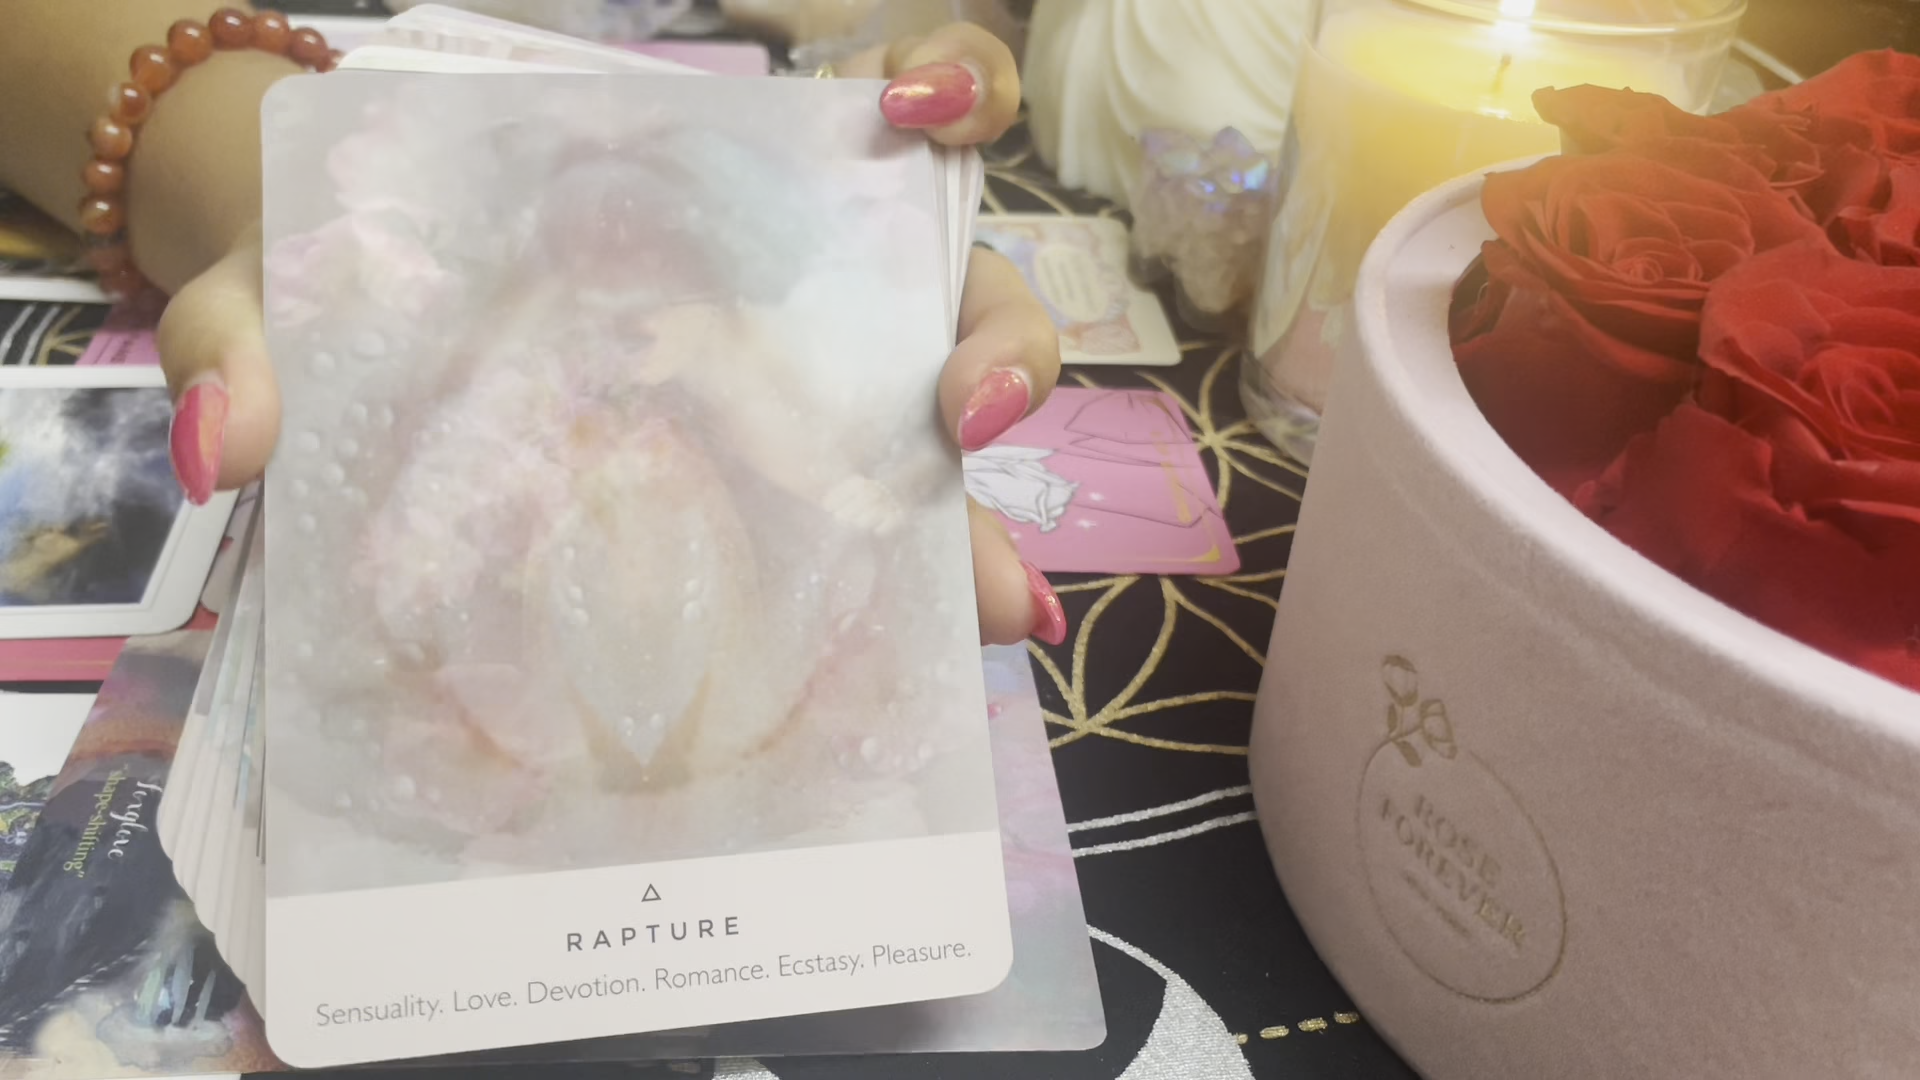 RAPTURE
Sensuality. Love. Devotion. Romance. Ecstasy. Pleasure.
shape-shifting
ROSE
FOREVER